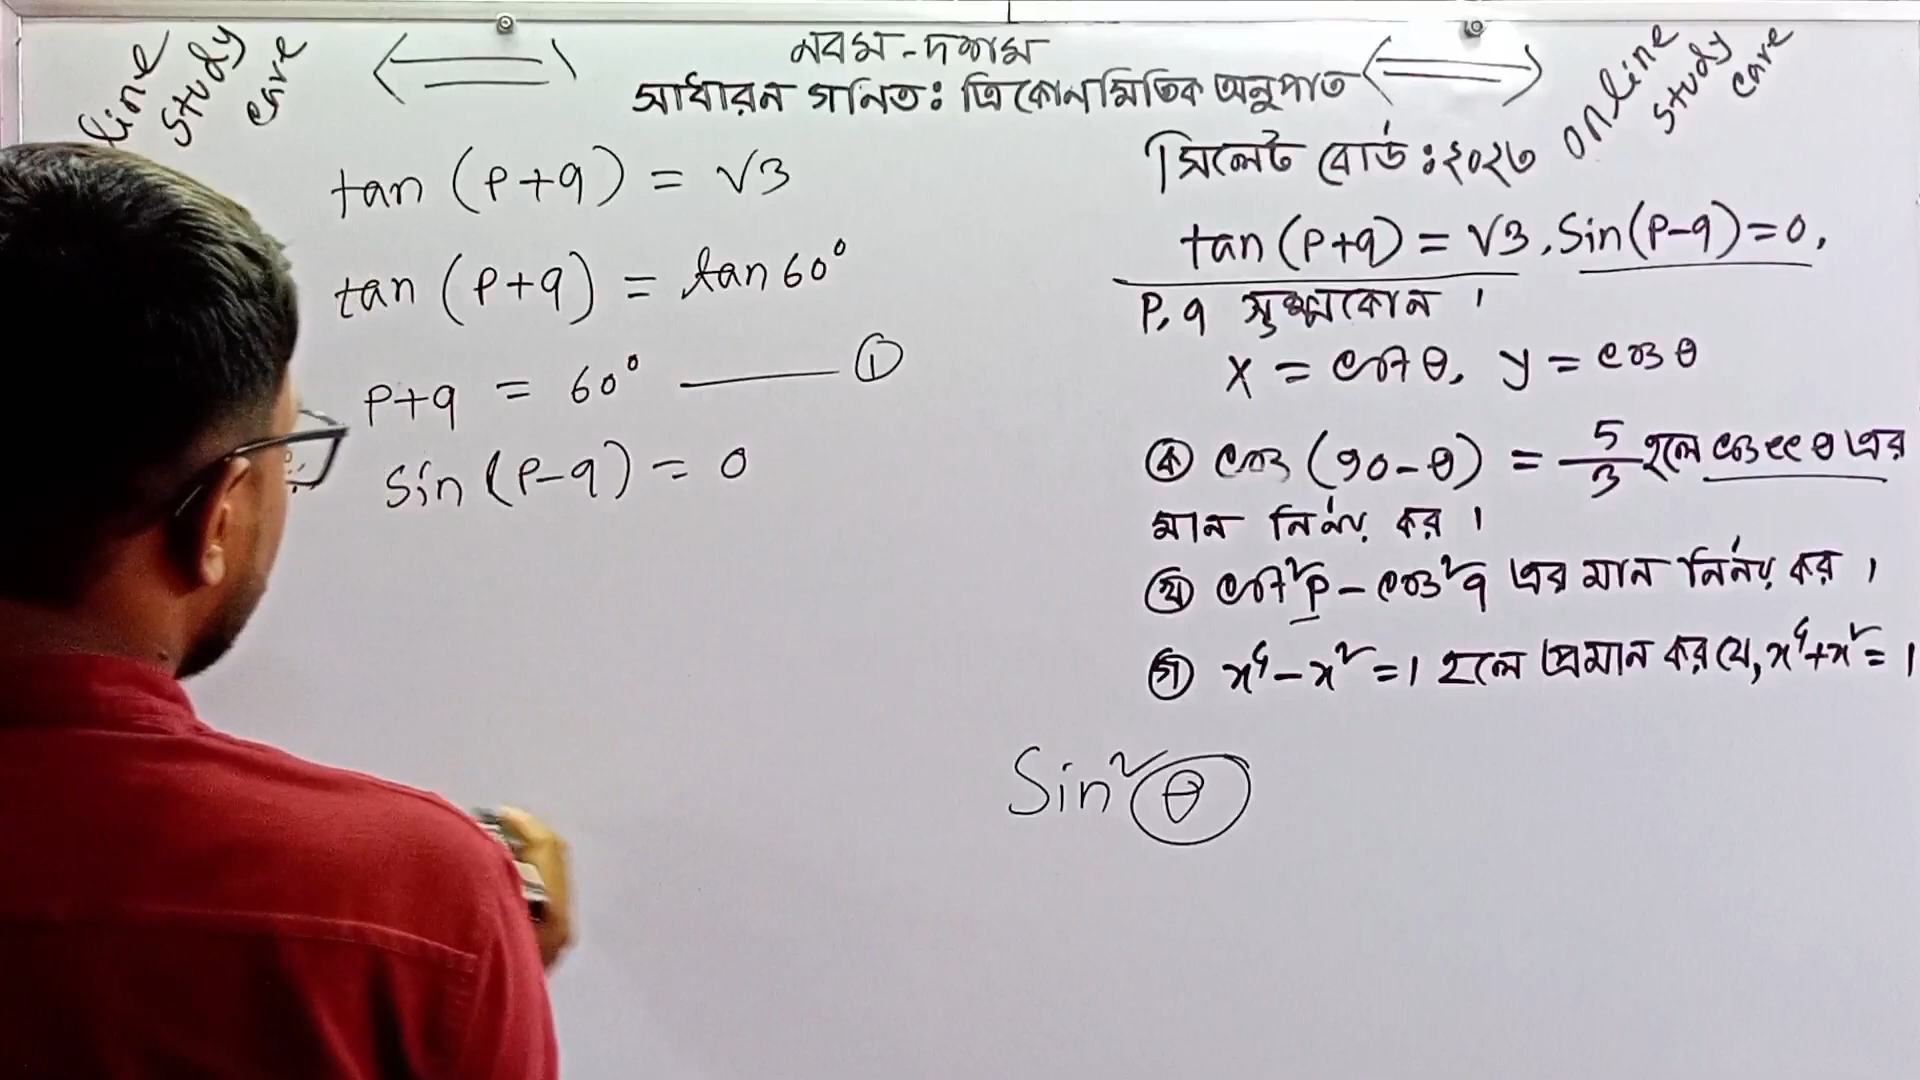 line
study
care
নবম-দশম
সাধারন গনিত: ত্রিকোনমিতিক অনুপাত
online
study
care
tan (P+q) = √3
tan (P+q) = tan 60°
P+q = 60° ——— ①
Sin (P-q) = 0
সিলেট বোর্ড: ২০২৩
tan (P+q) = √3, Sin(P-q)=0,
P, q সুক্ষ্মকোন ।
x = cot θ, y = cos θ
ⓚ cos (90-θ) = 5/3 হলে cosec θ এর
মান নির্নয় কর ।
খ cot²p - cos²q এর মান নির্নয় কর ।
গ x⁴-x²=1 হলে প্রমান কর যে, x⁴+x²=1
Sin²θ